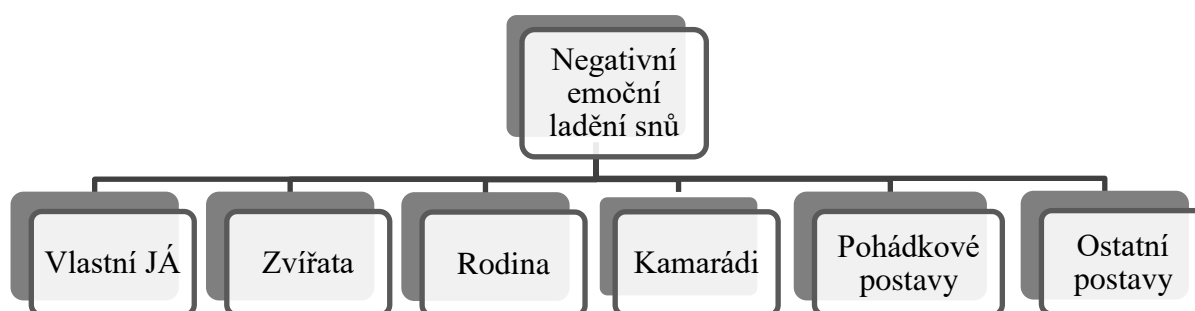 Negativní
emoční
ladění snů
Vlastní JÁ
Zvířata
Rodina
Kamarádi
Pohádkové
postavy
Ostatní
postavy